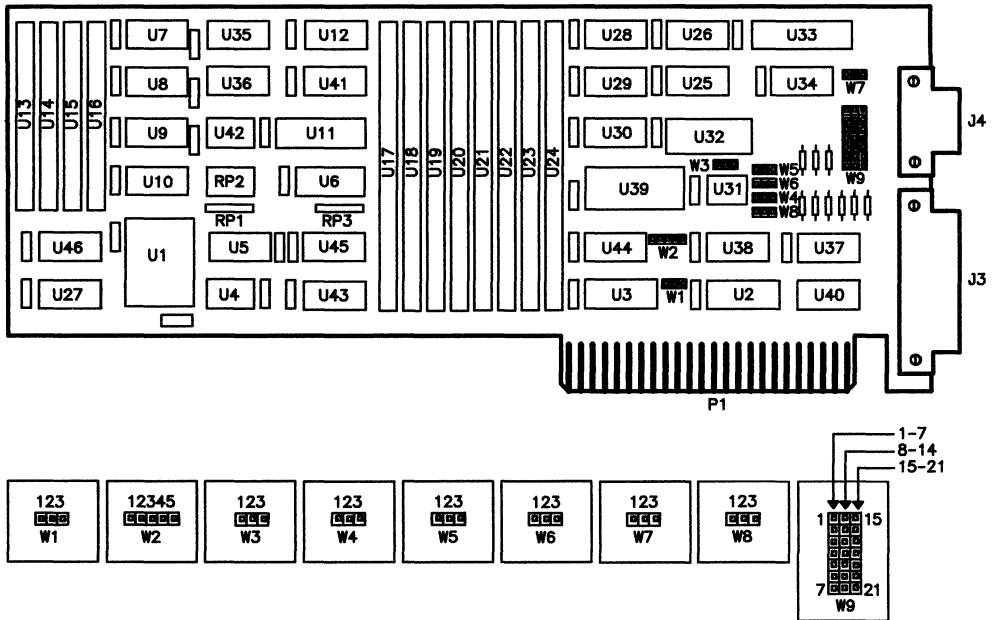 U7 U35 U12 U28 U26 U33
U13 U14 U15 U16
U8 U36 U41 U29 U25 U34 W7
J4
U9 U42 U11 U30 U32
U17 U18 U19 U20 U21 U22 U23 U24
W3 W5 W9
U10 RP2 U6 U39 U31 W6
W4
RP1 RP3 W8
U46 U1 U5 U45 U44 W2 U38 U37
J3
U27 U4 U43 U3 W1 U2 U40
P1
1-7
8-14
15-21
123 12345 123 123 123 123 123 123
W1 W2 W3 W4 W5 W6 W7 W8
1 15
7 21
W9